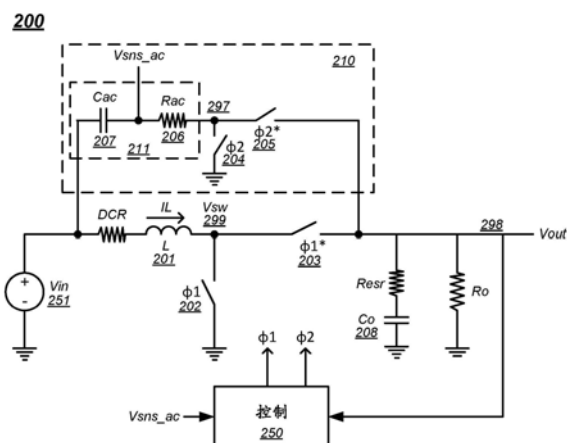 200
Vsns_ac
210
Cac
Rac
297
ϕ2*
207
206
211
ϕ2
204
205
DCR
IL
Vsw
299
298
Vout
L
201
ϕ1*
203
Vin
251
+
-
ϕ1
202
Resr
Co
208
Ro
ϕ1
ϕ2
Vsns_ac
控制
250